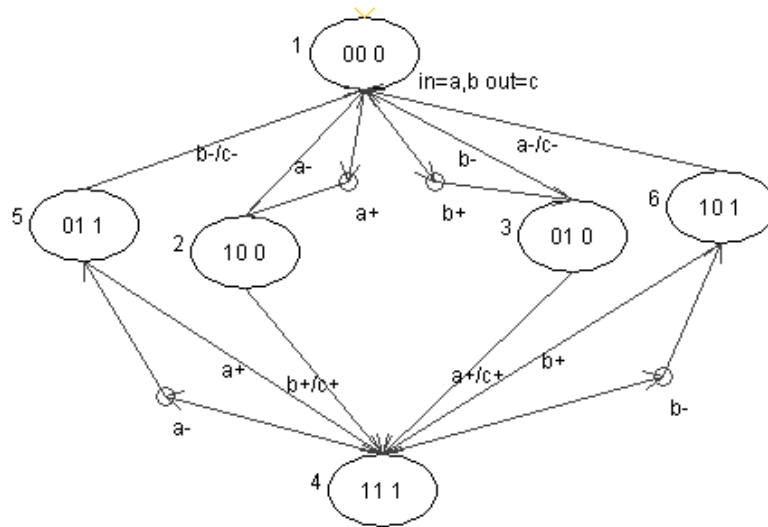 1
00 0
in=a,b out=c
b-/c-
a-
b-
a-/c-
a+
b+
5
01 1
2
10 0
3
01 0
6
10 1
a+
b+/c+
a+/c+
b+
a-
b-
4
11 1